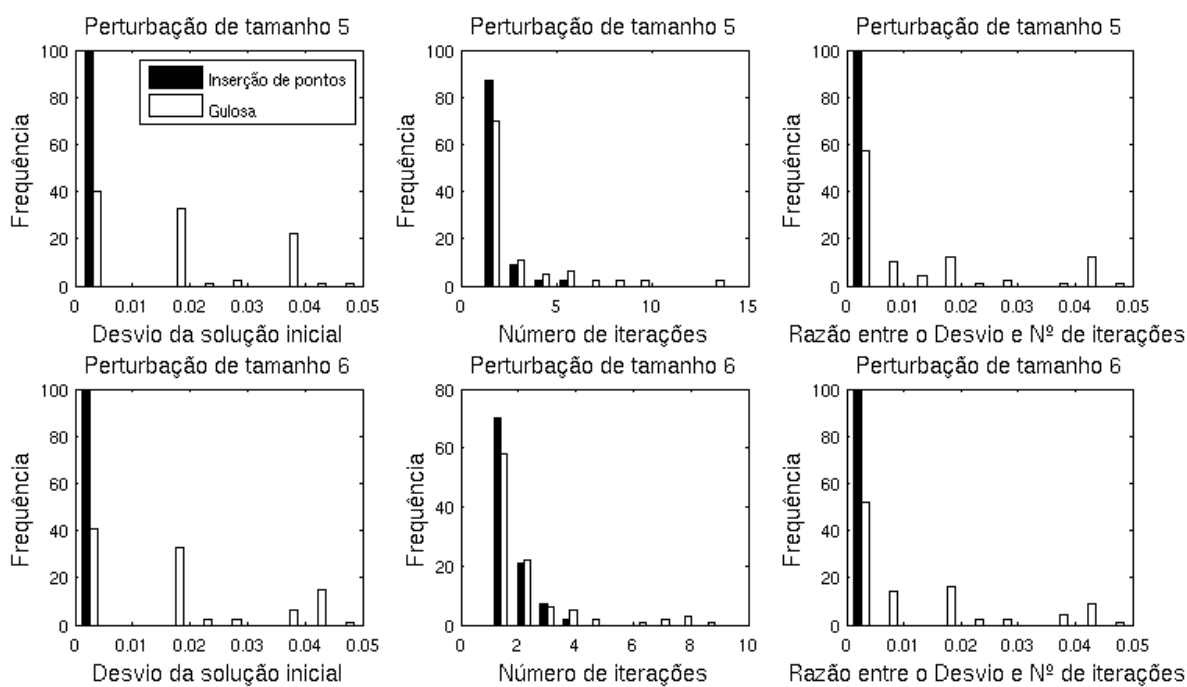 Perturbação de tamanho 5
100
80
60
40
20
0
Frequência
Inserção de pontos
Gulosa
0 0.01 0.02 0.03 0.04 0.05
Desvio da solução inicial
Perturbação de tamanho 5
100
80
60
40
20
0
Frequência
0 5 10 15
Número de iterações
Perturbação de tamanho 5
100
80
60
40
20
0
Frequência
0 0.01 0.02 0.03 0.04 0.05
Razão entre o Desvio e Nº de iterações
Perturbação de tamanho 6
100
80
60
40
20
0
Frequência
0 0.01 0.02 0.03 0.04 0.05
Desvio da solução inicial
Perturbação de tamanho 6
80
60
40
20
0
Frequência
0 2 4 6 8 10
Número de iterações
Perturbação de tamanho 6
100
80
60
40
20
0
Frequência
0 0.01 0.02 0.03 0.04 0.05
Razão entre o Desvio e Nº de iterações